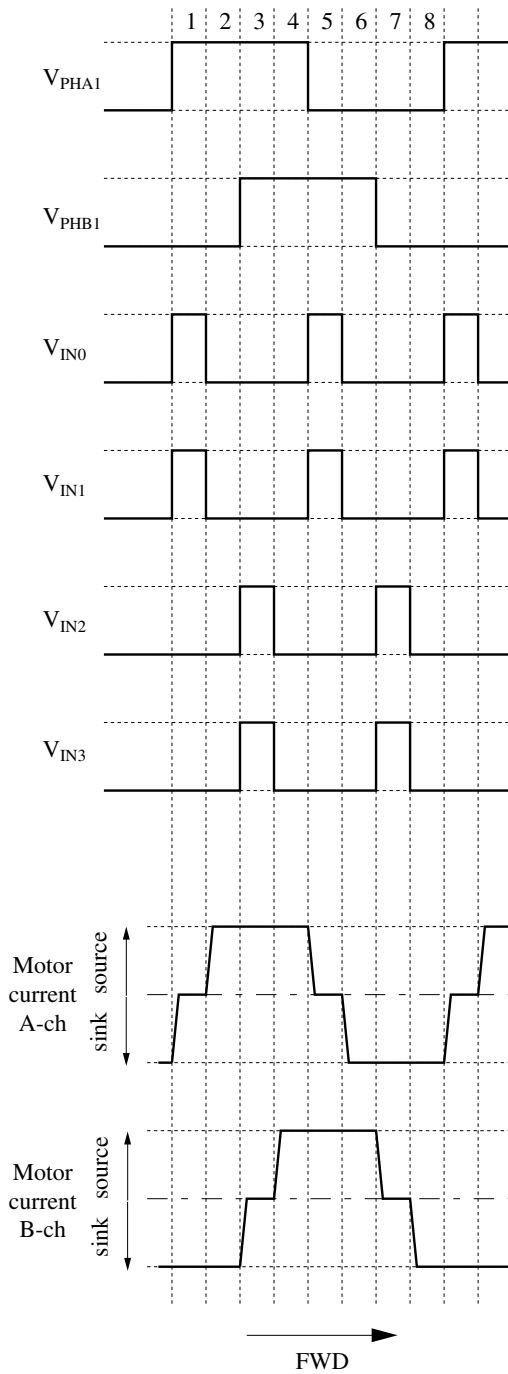 1 2 3 4 5 6 7 8
VPHA1
VPHB1
VIN0
VIN1
VIN2
VIN3
Motor
current
A-ch
source
sink
Motor
current
B-ch
source
sink
FWD